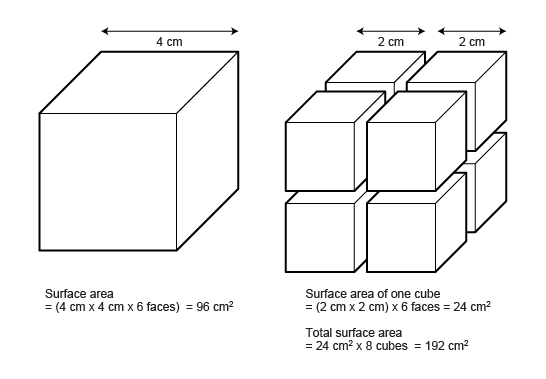 4 cm
2 cm
2 cm
Surface area
= (4 cm x 4 cm x 6 faces) = 96 cm²
Surface area of one cube
= (2 cm x 2 cm) x 6 faces = 24 cm²
Total surface area
= 24 cm² x 8 cubes = 192 cm²